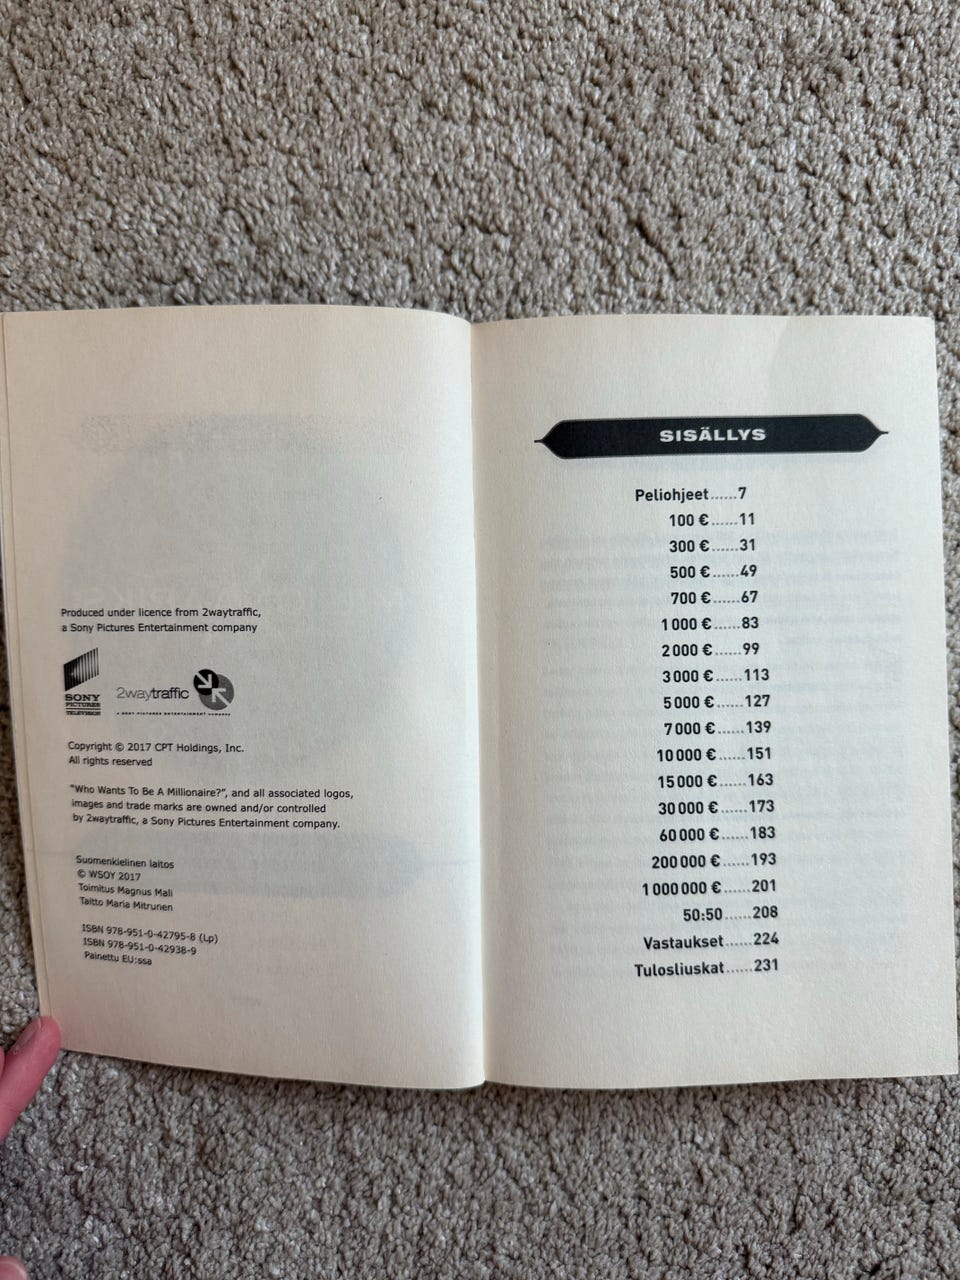 Produced under licence from 2waytraffic,
a Sony Pictures Entertainment company
SONY
PICTURES
TELEVISION
2waytraffic
A SONY PICTURES ENTERTAINMENT COMPANY
Copyright © 2017 CPT Holdings, Inc.
All rights reserved
"Who Wants To Be A Millionaire?", and all associated logos,
images and trade marks are owned and/or controlled
by 2waytraffic, a Sony Pictures Entertainment company.
Suomenkielinen laitos
© WSOY 2017
Toimitus Magnus Mali
Taitto Maria Mitrunen
ISBN 978-951-0-42795-8 (Lp)
ISBN 978-951-0-42938-9
Painettu EU:ssa
SISÄLLYS
Peliohjeet......7
100 €......11
300 €......31
500 €......49
700 €......67
1 000 €......83
2 000 €......99
3 000 €......113
5 000 €......127
7 000 €......139
10 000 €......151
15 000 €......163
30 000 €......173
60 000 €......183
200 000 €......193
1 000 000 €......201
50:50......208
Vastaukset......224
Tulosliuskat......231